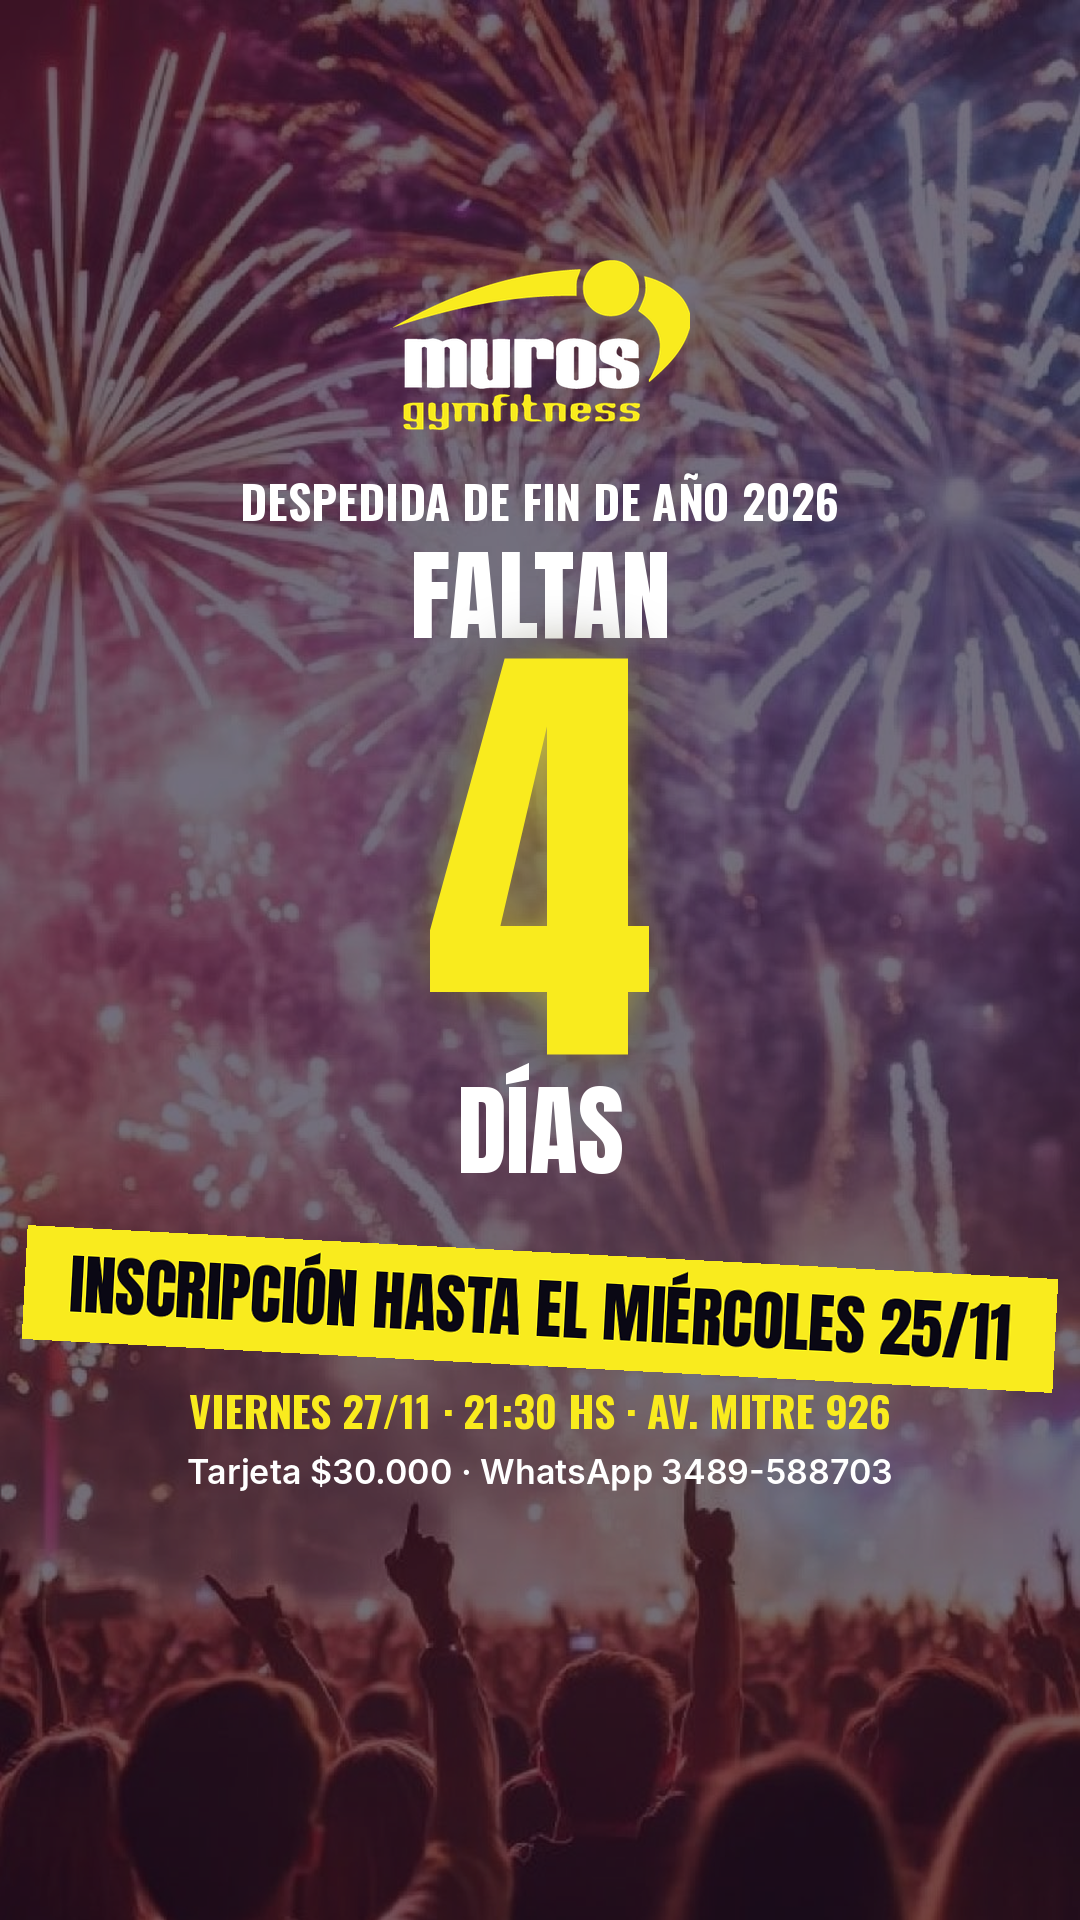 muros
gymfitness
DESPEDIDA DE FIN DE AÑO 2026
FALTAN
4
DÍAS
INSCRIPCIÓN HASTA EL MIÉRCOLES 25/11
VIERNES 27/11 · 21:30 HS · AV. MITRE 926
Tarjeta $30.000 · WhatsApp 3489-588703